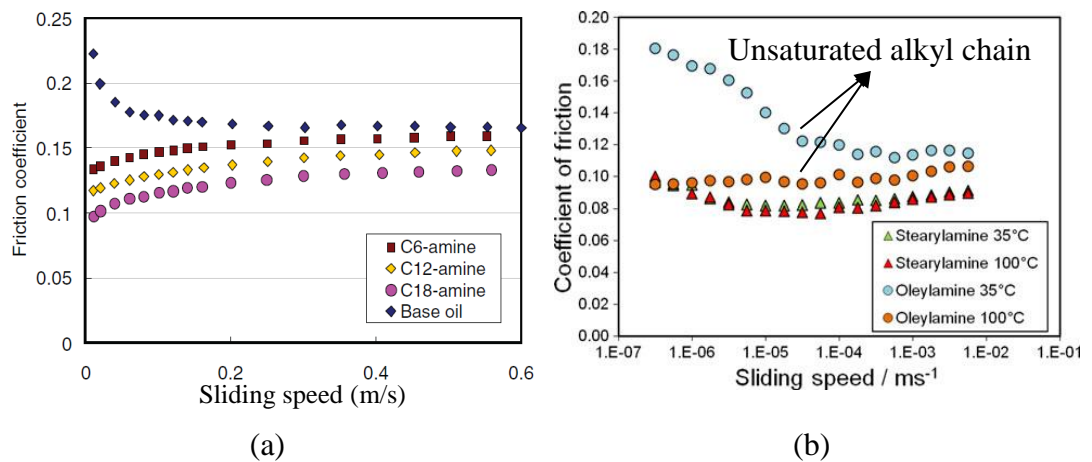 0.25
0.2
0.15
0.1
0.05
0
Friction coefficient
C6-amine
C12-amine
C18-amine
Base oil
0 0.2 0.4 0.6
Sliding speed (m/s)
(a)
0.20
0.18
0.16
0.14
0.12
0.10
0.08
0.06
0.04
0.02
0.00
Coefficient of friction
Unsaturated alkyl chain
Stearylamine 35°C
Stearylamine 100°C
Oleylamine 35°C
Oleylamine 100°C
1.E-07 1.E-06 1.E-05 1.E-04 1.E-03 1.E-02 1.E-01
Sliding speed / ms⁻¹
(b)